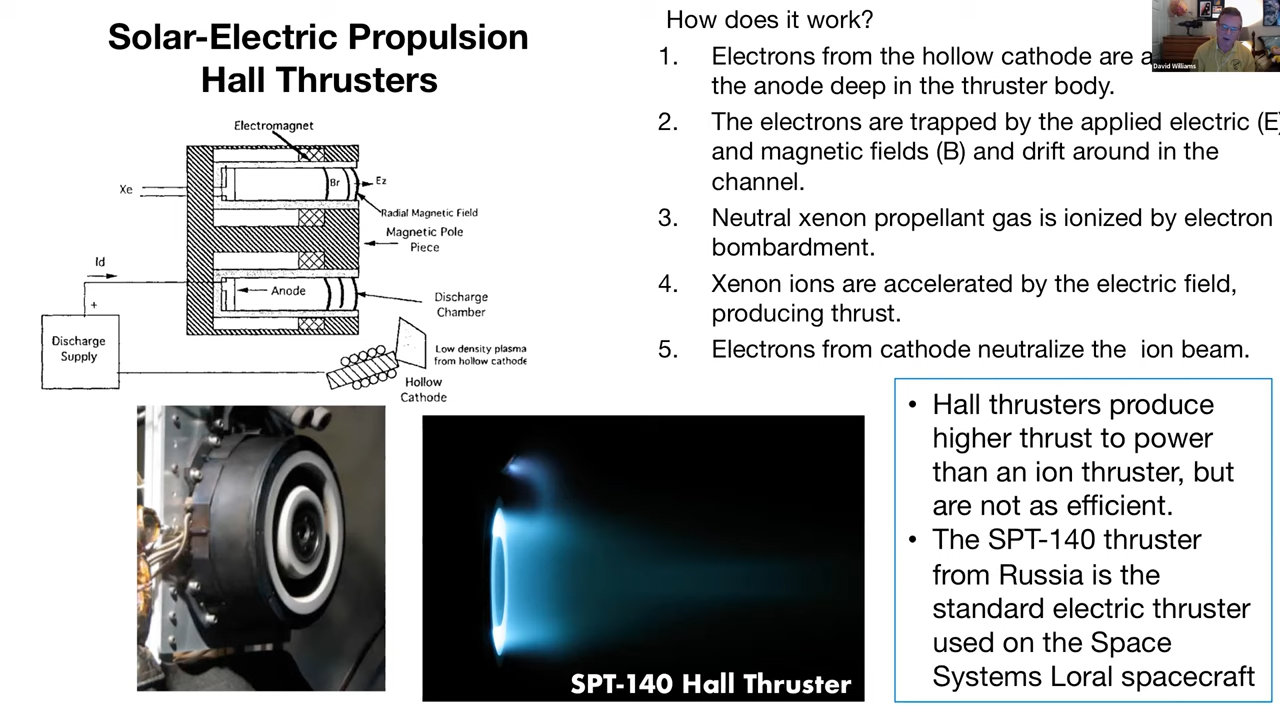 Solar-Electric Propulsion
Hall Thrusters
Electromagnet
Xe
Br
Ez
Radial Magnetic Field
Magnetic Pole
Piece
Id
+
Anode
Discharge
Chamber
Discharge
Supply
Low density plasma
from hollow cathode
Hollow
Cathode
SPT-140 Hall Thruster
How does it work?
1. Electrons from the hollow cathode are
the anode deep in the thruster body.
2. The electrons are trapped by the applied electric (E)
and magnetic fields (B) and drift around in the
channel.
3. Neutral xenon propellant gas is ionized by electron
bombardment.
4. Xenon ions are accelerated by the electric field,
producing thrust.
5. Electrons from cathode neutralize the ion beam.
• Hall thrusters produce
higher thrust to power
than an ion thruster, but
are not as efficient.
• The SPT-140 thruster
from Russia is the
standard electric thruster
used on the Space
Systems Loral spacecraft
David Williams